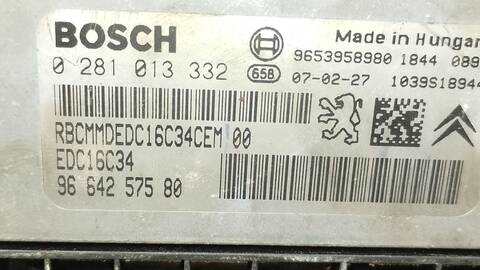 BOSCH
Made in Hungar
9653958980 1844 089
0 281 013 332
658
07-02-27
1039S18944
RBCMMDEDC16C34CEM 00
EDC16C34
96 642 575 80